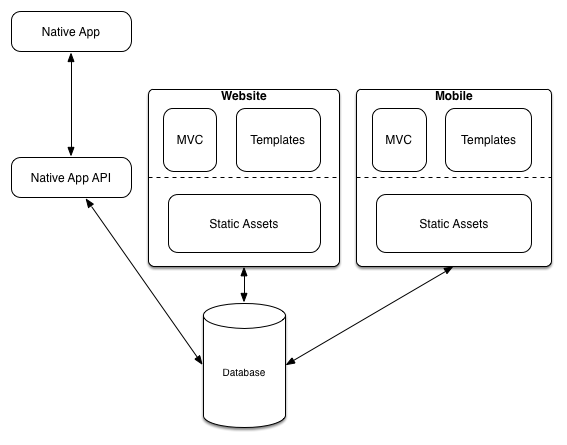 Native App
Native App API
Website
MVC
Templates
Static Assets
Mobile
MVC
Templates
Static Assets
Database